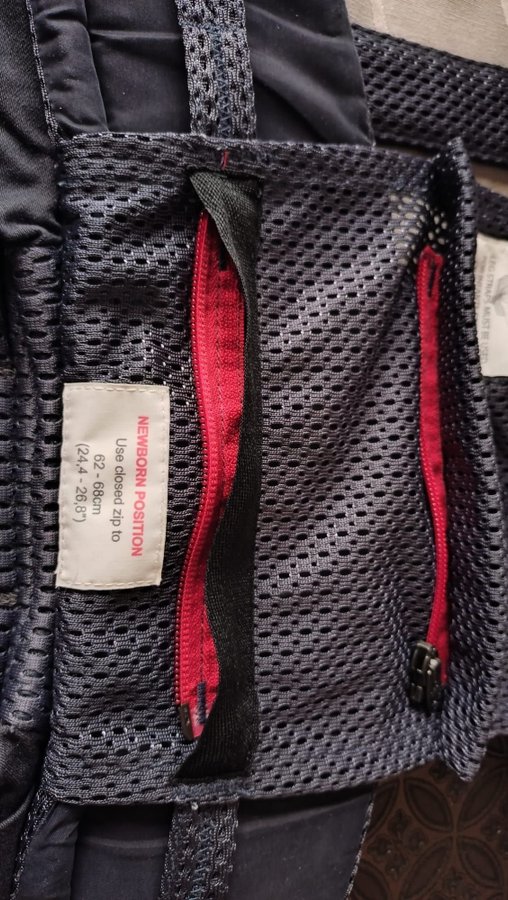 NEWBORN POSITION
Use closed zip to
62 - 68cm
(24,4 - 26,8")